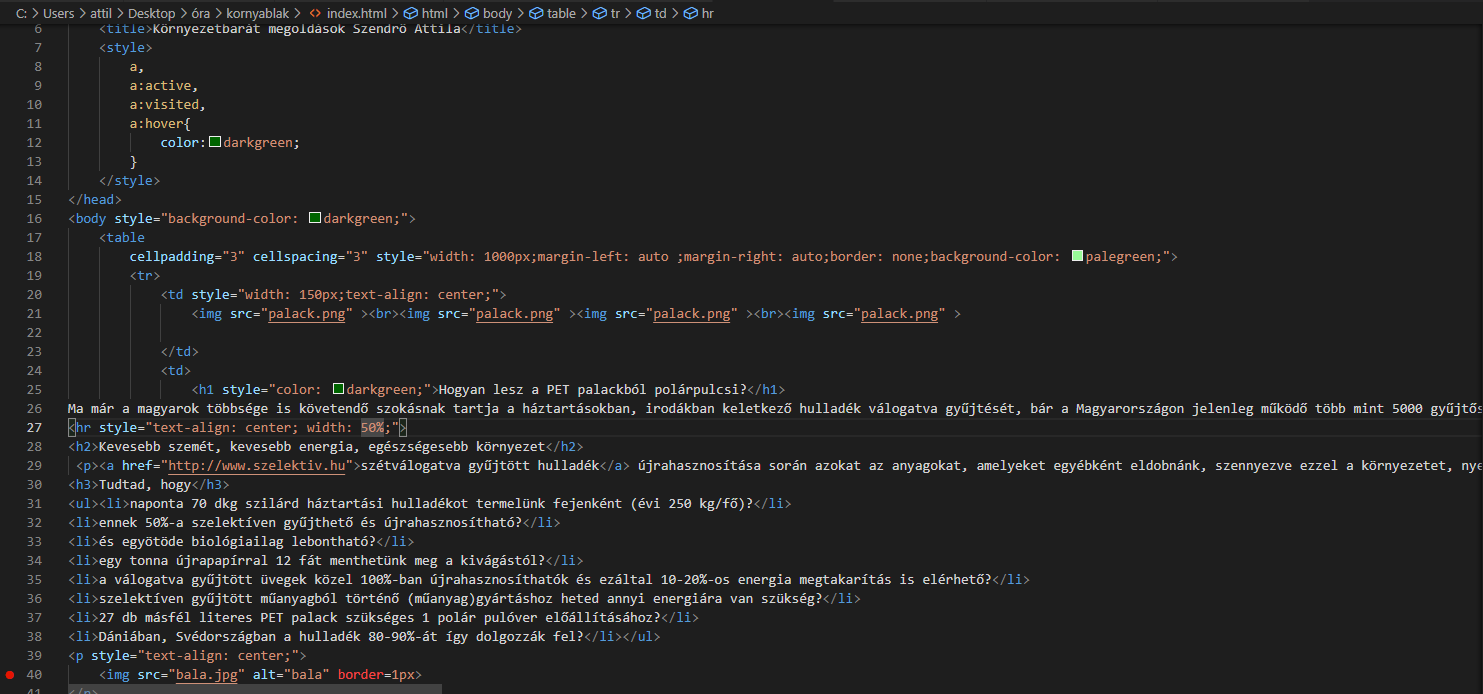 C: > Users > attil > Desktop > óra > kornyablak > <> index.html > html > body > table > tr > td > hr
6 <title>Környezetbarát megoldások Szendrő Attila</title>
7 <style>
8 a,
9 a:active,
10 a:visited,
11 a:hover{
12 color:darkgreen;
13 }
14 </style>
15 </head>
16 <body style="background-color: darkgreen;">
17 <table
18 cellpadding="3" cellspacing="3" style="width: 1000px;margin-left: auto ;margin-right: auto;border: none;background-color: palegreen;">
19 <tr>
20 <td style="width: 150px;text-align: center;">
21 <img src="palack.png" ><br><img src="palack.png" ><img src="palack.png" ><br><img src="palack.png" >
22
23 </td>
24 <td>
25 <h1 style="color: darkgreen;">Hogyan lesz a PET palackból polárpulcsi?</h1>
26 Ma már a magyarok többsége is követendő szokásnak tartja a háztartásokban, irodákban keletkező hulladék válogatva gyűjtését, bár a Magyarországon jelenleg működő több mint 5000 gyűjtős
27 <hr style="text-align: center; width: 50%;">
28 <h2>Kevesebb szemét, kevesebb energia, egészségesebb környezet</h2>
29 <p><a href="http://www.szelektiv.hu">szétválogatva gyűjtött hulladék</a> újrahasznosítása során azokat az anyagokat, amelyeket egyébként eldobnánk, szennyezve ezzel a környezetet, nye
30 <h3>Tudtad, hogy</h3>
31 <ul><li>naponta 70 dkg szilárd háztartási hulladékot termelünk fejenként (évi 250 kg/fő)?</li>
32 <li>ennek 50%-a szelektíven gyűjthető és újrahasznosítható?</li>
33 <li>és egyötöde biológiailag lebontható?</li>
34 <li>egy tonna újrapapírral 12 fát menthetünk meg a kivágástól?</li>
35 <li>a válogatva gyűjtött üvegek közel 100%-ban újrahasznosíthatók és ezáltal 10-20%-os energia megtakarítás is elérhető?</li>
36 <li>szelektíven gyűjtött műanyagból történő (műanyag)gyártáshoz heted annyi energiára van szükség?</li>
37 <li>27 db másfél literes PET palack szükséges 1 polár pulóver előállításához?</li>
38 <li>Dániában, Svédországban a hulladék 80-90%-át így dolgozzák fel?</li></ul>
39 <p style="text-align: center;">
40 <img src="bala.jpg" alt="bala" border=1px>
41 </p>